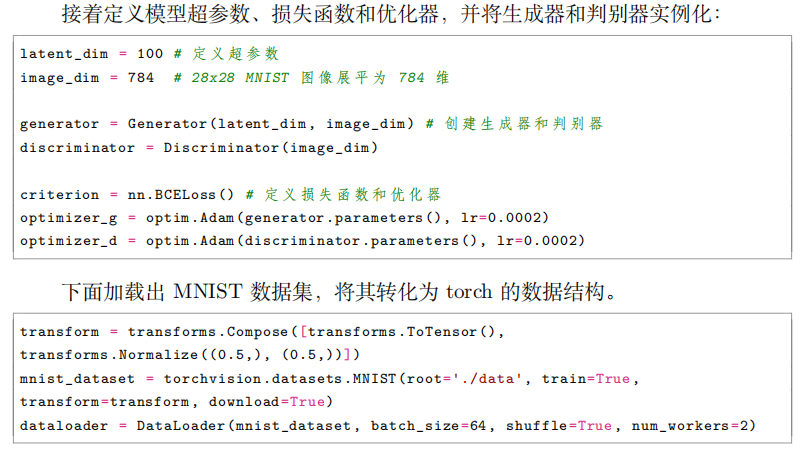 接着定义模型超参数、损失函数和优化器，并将生成器和判别器实例化：
latent_dim = 100 # 定义超参数
image_dim = 784  # 28x28 MNIST 图像展平为 784 维
generator = Generator(latent_dim, image_dim) # 创建生成器和判别器
discriminator = Discriminator(image_dim)
criterion = nn.BCELoss() # 定义损失函数和优化器
optimizer_g = optim.Adam(generator.parameters(), lr=0.0002)
optimizer_d = optim.Adam(discriminator.parameters(), lr=0.0002)
下面加载出 MNIST 数据集，将其转化为 torch 的数据结构。
transform = transforms.Compose([transforms.ToTensor(),
transforms.Normalize((0.5,), (0.5,))])
mnist_dataset = torchvision.datasets.MNIST(root='./data', train=True,
transform=transform, download=True)
dataloader = DataLoader(mnist_dataset, batch_size=64, shuffle=True, num_workers=2)